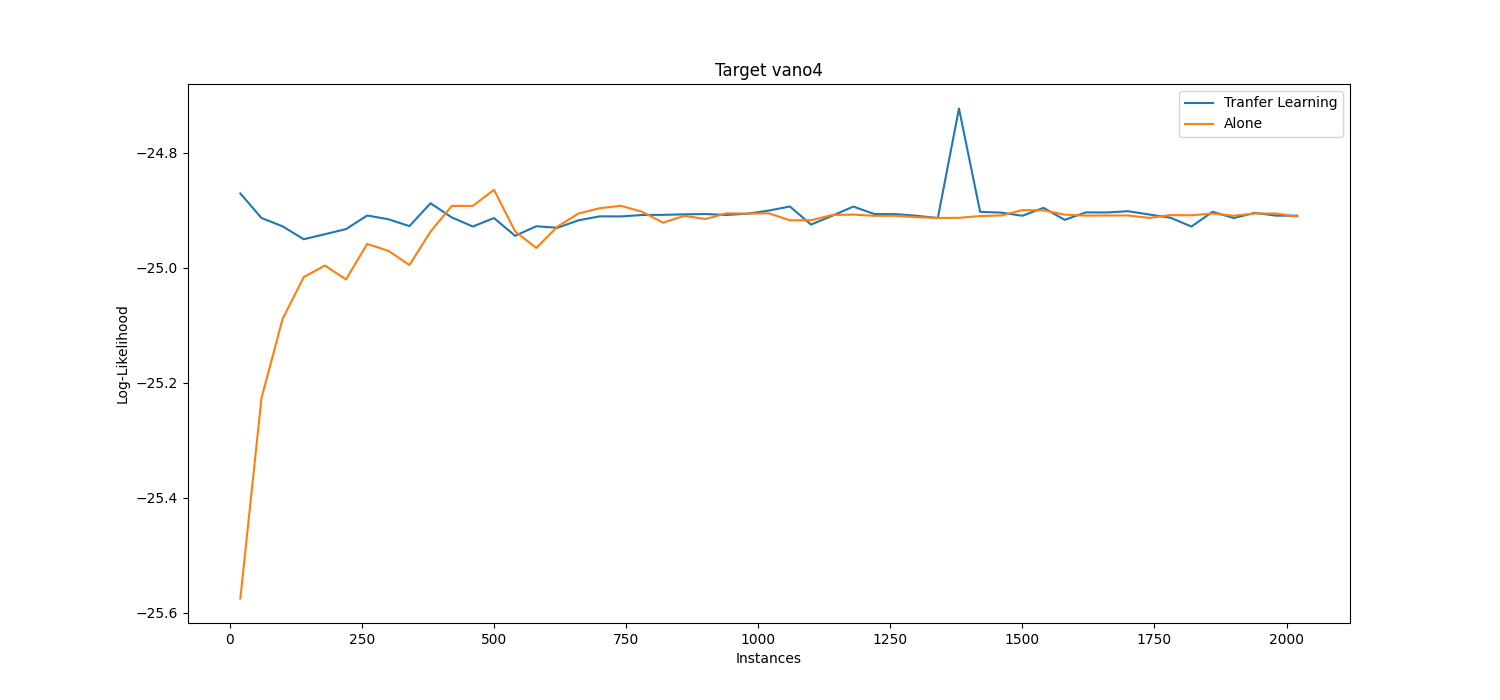 Target vano4
Tranfer Learning
Alone
Log-Likelihood
−24.8
−25.0
−25.2
−25.4
−25.6
0 250 500 750 1000 1250 1500 1750 2000
Instances